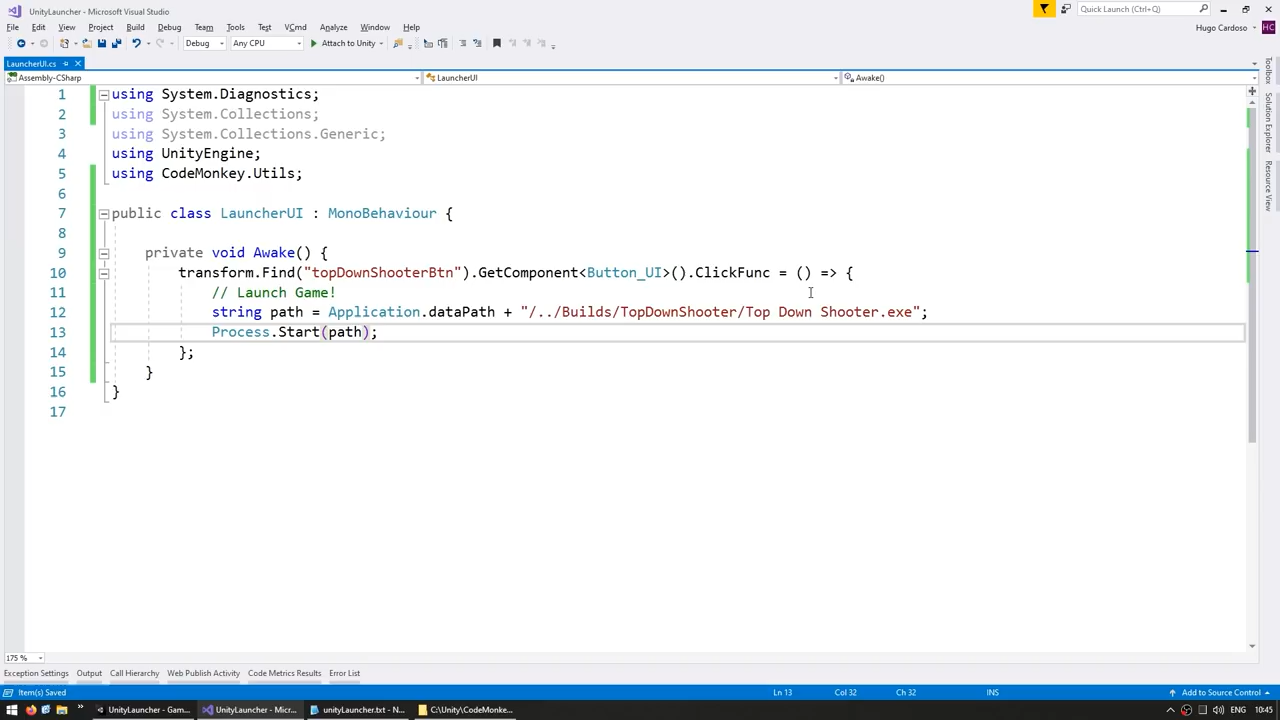 UnityLauncher - Microsoft Visual Studio
Quick Launch (Ctrl+Q)
File Edit View Project Build Debug Team Tools Test VCmd Analyze Window Help
Hugo Cardoso HC
Debug Any CPU Attach to Unity
LauncherUI.cs
Assembly-CSharp LauncherUI Awake()
1 using System.Diagnostics;
2 using System.Collections;
3 using System.Collections.Generic;
4 using UnityEngine;
5 using CodeMonkey.Utils;
6
7 public class LauncherUI : MonoBehaviour {
8
9 private void Awake() {
10 transform.Find("topDownShooterBtn").GetComponent<Button_UI>().ClickFunc = () => {
11 // Launch Game!
12 string path = Application.dataPath + "/../Builds/TopDownShooter/Top Down Shooter.exe";
13 Process.Start(path);
14 };
15 }
16 }
17
Toolbox
Solution Explorer
Resource View
175 %
Exception Settings Output Call Hierarchy Web Publish Activity Code Metrics Results Error List
Item(s) Saved Ln 13 Col 32 Ch 32 INS Add to Source Control
UnityLauncher - Gam... UnityLauncher - Micr... unityLauncher.txt - N... C:\Unity\CodeMonke... ENG 10:45